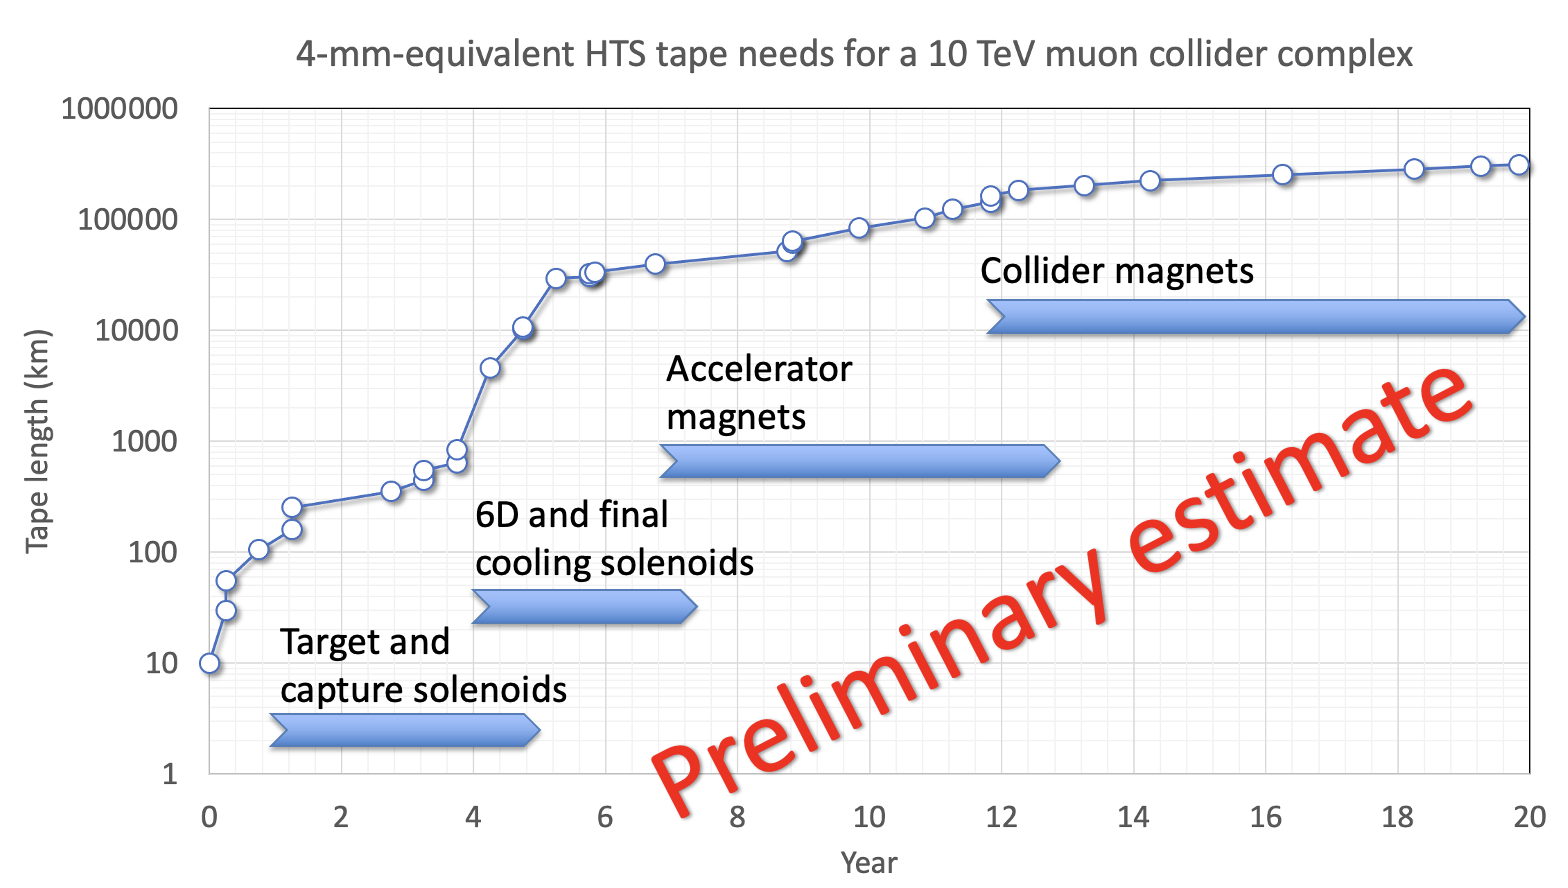 4-mm-equivalent HTS tape needs for a 10 TeV muon collider complex
1000000
100000
10000
1000
100
10
1
Tape length (km)
Collider magnets
Accelerator
magnets
6D and final
cooling solenoids
Target and
capture solenoids
Preliminary estimate
0 2 4 6 8 10 12 14 16 18 20
Year